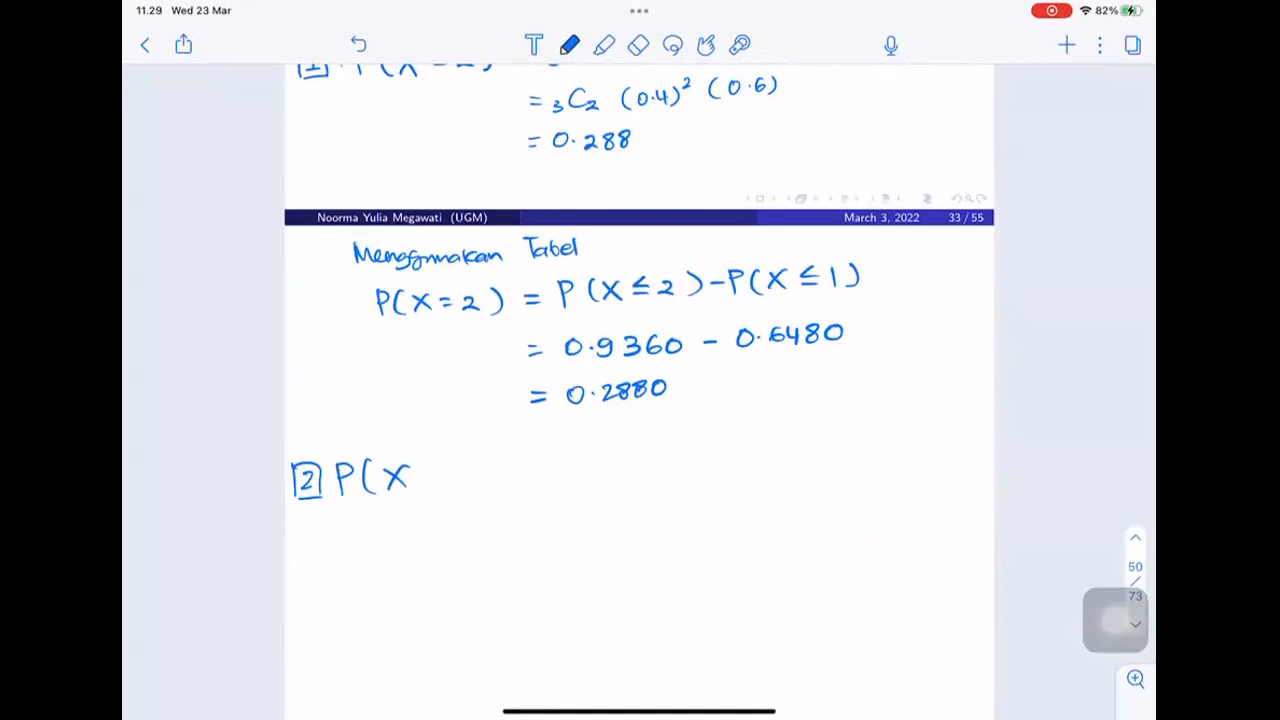 11.29 Wed 23 Mar
82%
T
= ₃C₂ (0.4)² (0.6)
= 0.288
Noorma Yulia Megawati (UGM) March 3, 2022 33 / 55
Menggunakan Tabel
P(X = 2) = P(X ≤ 2) - P(X ≤ 1)
= 0.9360 - 0.6480
= 0.2880
2 P(X
50
/
73